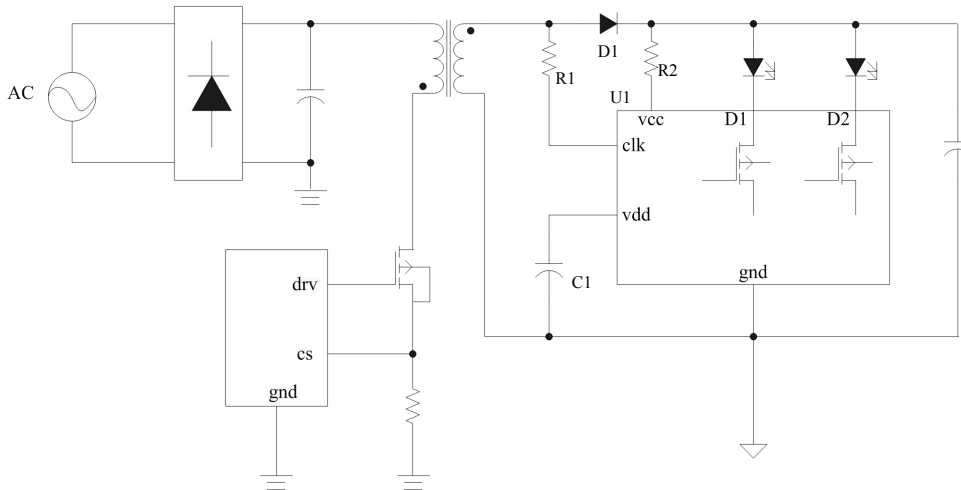 AC
D1
R1
R2
U1
vcc
D1
D2
clk
vdd
C1
gnd
drv
cs
gnd